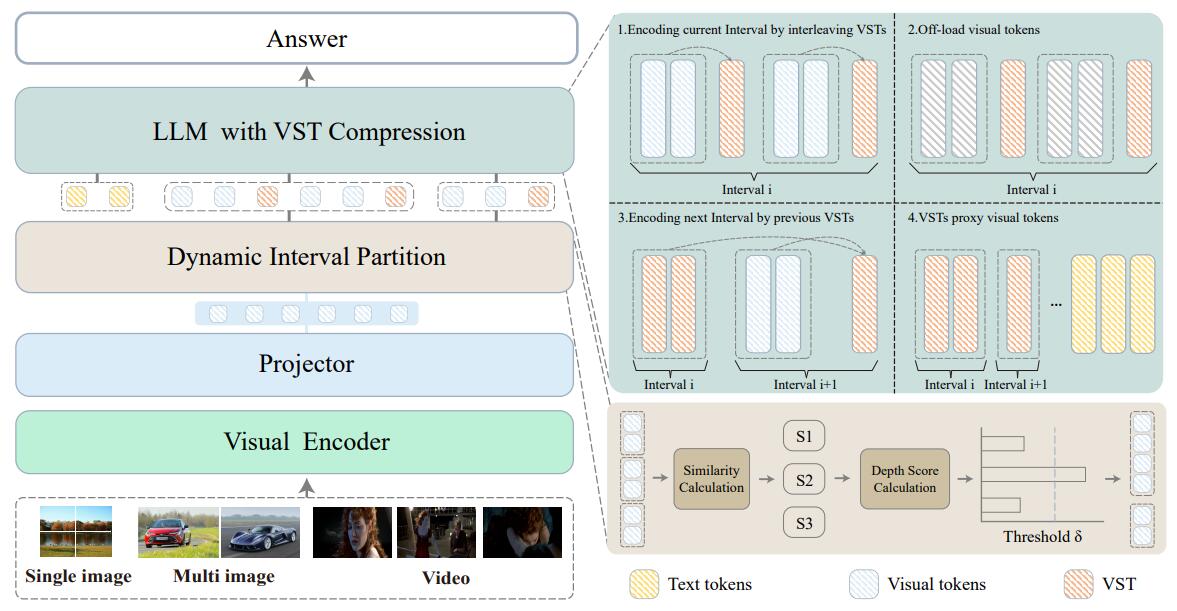 Answer
LLM with VST Compression
Dynamic Interval Partition
Projector
Visual Encoder
Single image
Multi image
Video
1.Encoding current Interval by interleaving VSTs
Interval i
2.Off-load visual tokens
Interval i
3.Encoding next Interval by previous VSTs
Interval i
Interval i+1
4.VSTs proxy visual tokens
...
Interval i
Interval i+1
Similarity
Calculation
S1
S2
S3
Depth Score
Calculation
Threshold δ
Text tokens
Visual tokens
VST